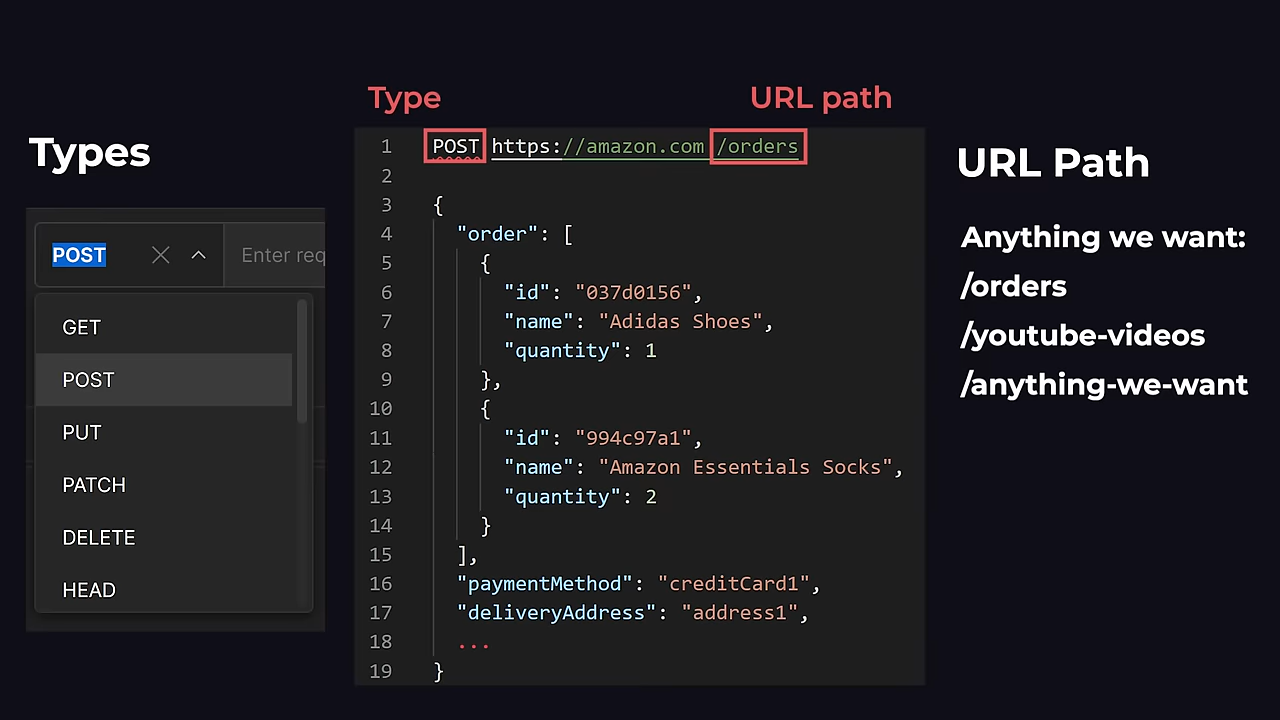 Types
POST
Enter req
GET
POST
PUT
PATCH
DELETE
HEAD
Type
URL path
1 POST https://amazon.com /orders
2
3 {
4 "order": [
5 {
6 "id": "037d0156",
7 "name": "Adidas Shoes",
8 "quantity": 1
9 },
10 {
11 "id": "994c97a1",
12 "name": "Amazon Essentials Socks",
13 "quantity": 2
14 }
15 ],
16 "paymentMethod": "creditCard1",
17 "deliveryAddress": "address1",
18 ...
19 }
URL Path
Anything we want:
/orders
/youtube-videos
/anything-we-want